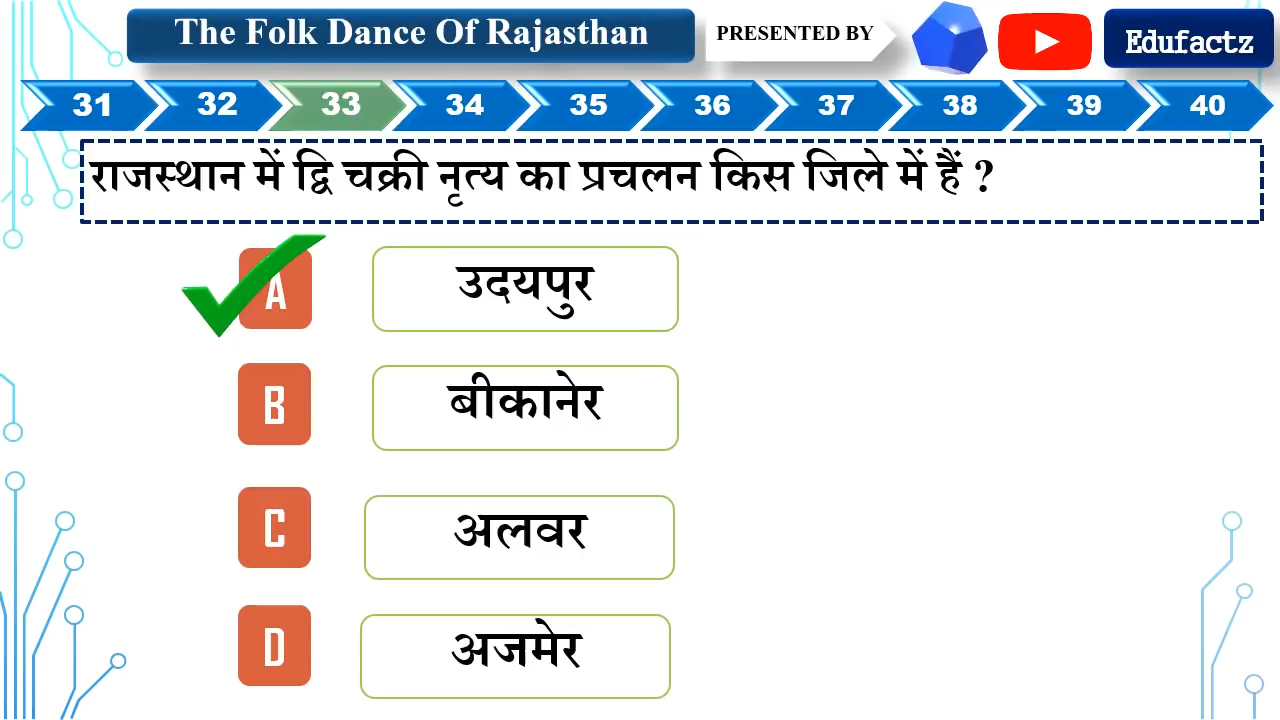 The Folk Dance Of Rajasthan
PRESENTED BY
Edufactz
31 32 33 34 35 36 37 38 39 40
राजस्थान में द्वि चक्री नृत्य का प्रचलन किस जिले में हैं ?
A उदयपुर
B बीकानेर
C अलवर
D अजमेर